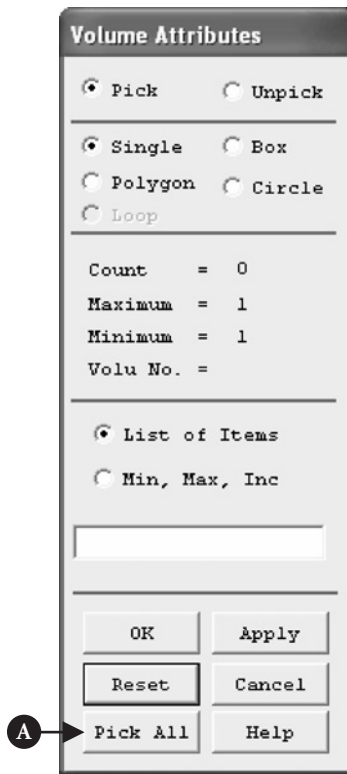 Volume Attributes
Pick Unpick
Single Box
Polygon Circle
Loop
Count = 0
Maximum = 1
Minimum = 1
Volu No. =
List of Items
Min, Max, Inc
OK Apply
Reset Cancel
A Pick All Help